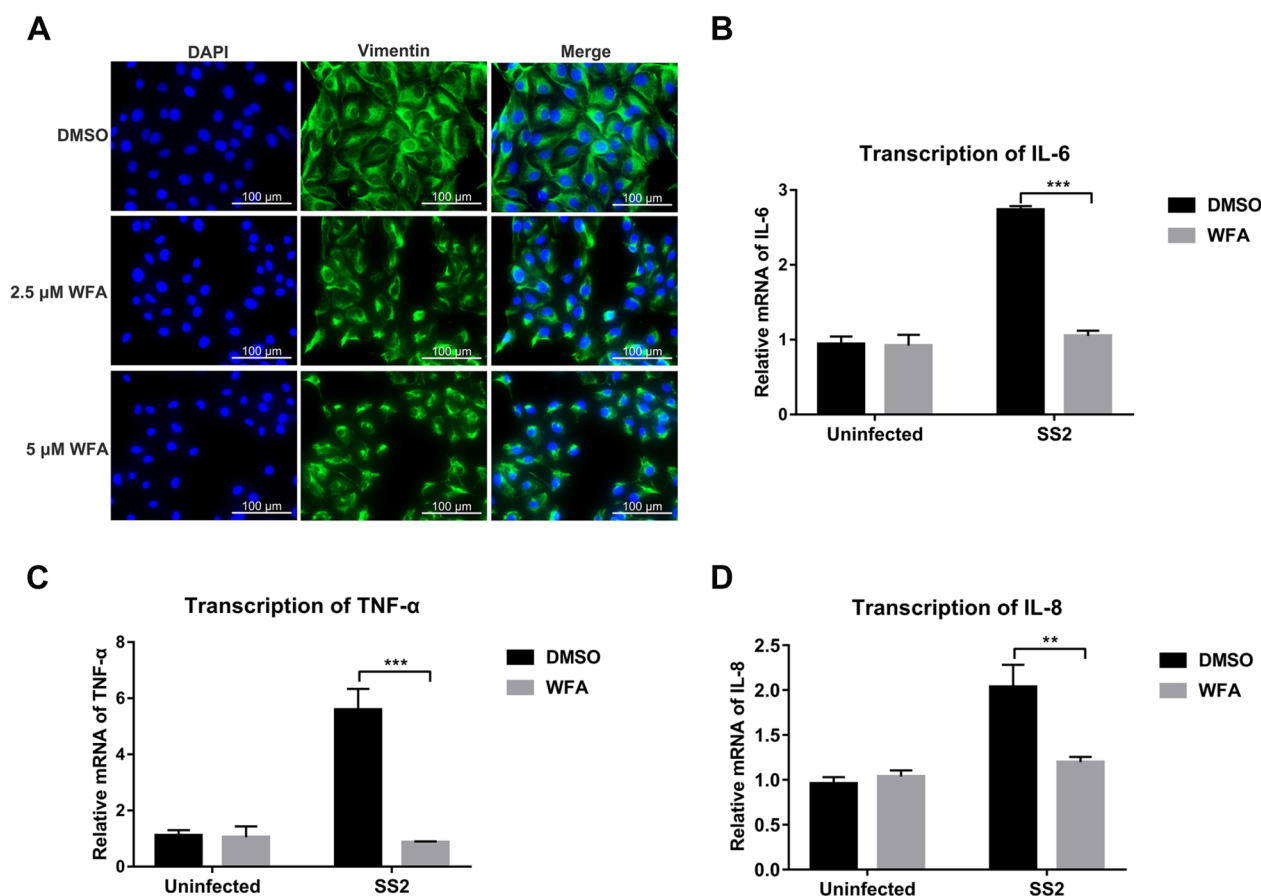 A
DAPI Vimentin Merge
DMSO
100 µm 100 µm 100 µm
2.5 µM WFA
100 µm 100 µm 100 µm
5 µM WFA
100 µm 100 µm 100 µm
B
Transcription of IL-6
Relative mRNA of IL-6
3
2
1
0
***
Uninfected SS2
DMSO
WFA
C
Transcription of TNF-α
Relative mRNA of TNF-α
8
6
4
2
0
***
Uninfected SS2
DMSO
WFA
D
Transcription of IL-8
Relative mRNA of IL-8
2.5
2.0
1.5
1.0
0.5
0.0
**
Uninfected SS2
DMSO
WFA